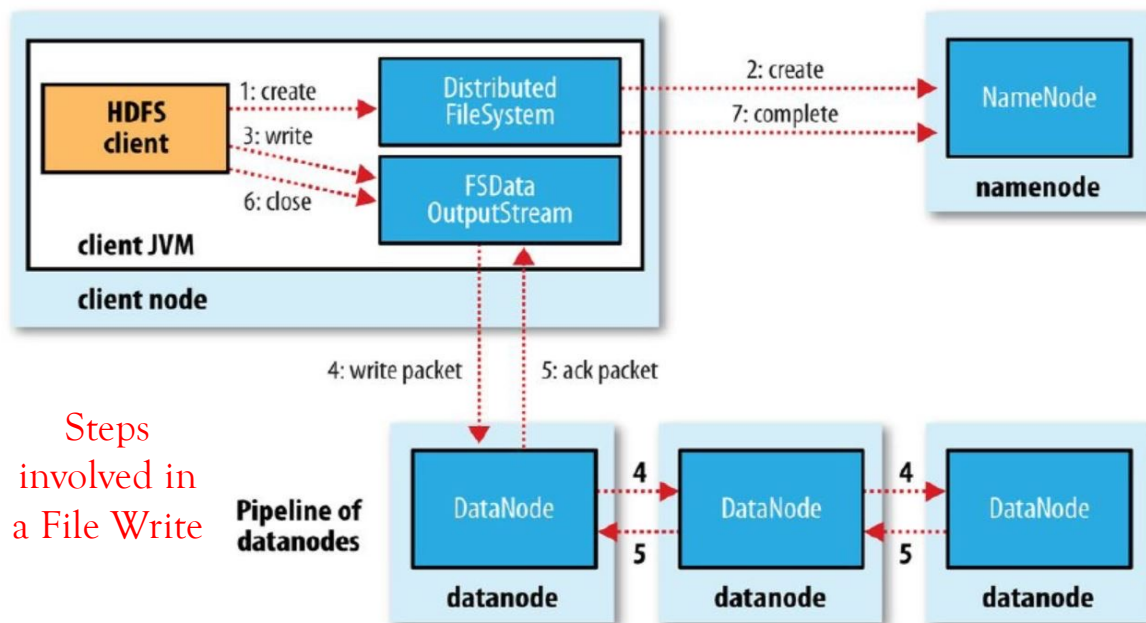 1: create
Distributed
FileSystem
2: create
NameNode
HDFS
client
7: complete
3: write
namenode
FSData
OutputStream
6: close
client JVM
client node
4: write packet
5: ack packet
Steps
involved in
a File Write
4
4
Pipeline of
datanodes
DataNode
DataNode
DataNode
5
5
datanode
datanode
datanode